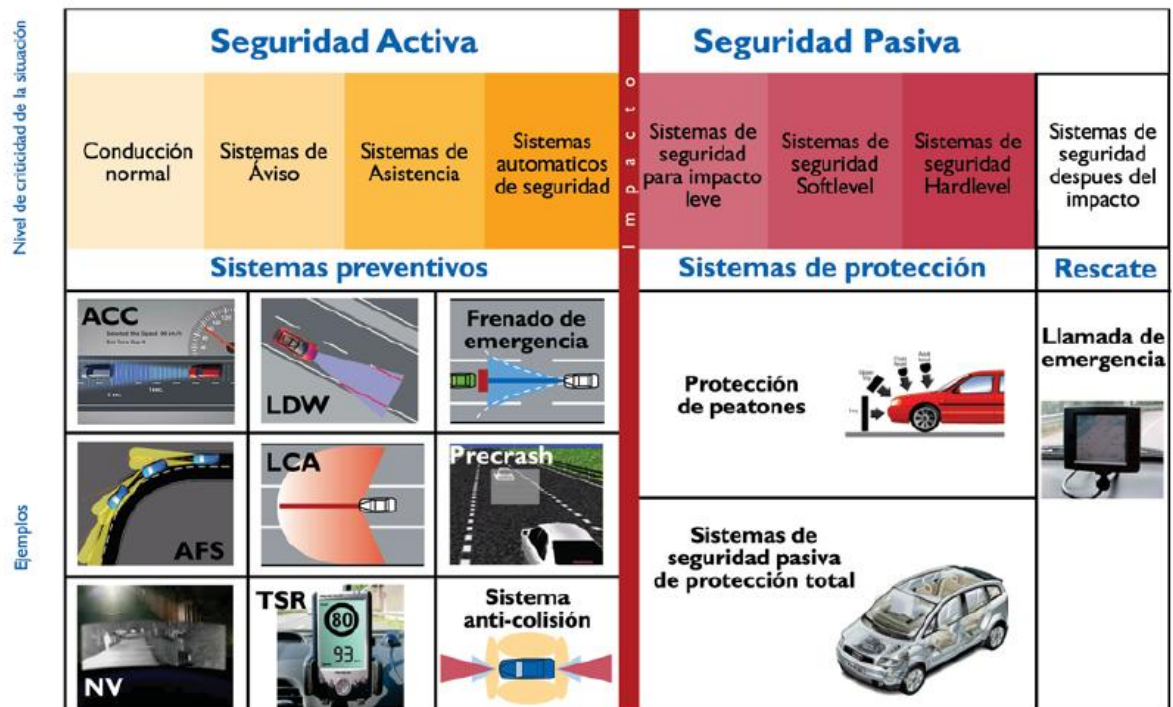 Nivel de criticidad de la situación
Seguridad Activa
Seguridad Pasiva
Conducción
normal
Sistemas de
Áviso
Sistemas de
Asistencia
Sistemas
automaticos
de seguridad
Impaccto
Sistemas de
seguridad
para impacto
leve
Sistemas de
seguridad
Softlevel
Sistemas de
seguridad
Hardlevel
Sistemas de
seguridad
despues del
impacto
Sistemas preventivos
Sistemas de protección
Rescate
Ejemplos
ACC
LDW
Frenado de
emergencia
Protección
de peatones
Llamada de
emergencia
AFS
LCA
Precrash
Sistemas de
seguridad pasiva
de protección total
NV
TSR
80
93
Sistema
anti-colisión